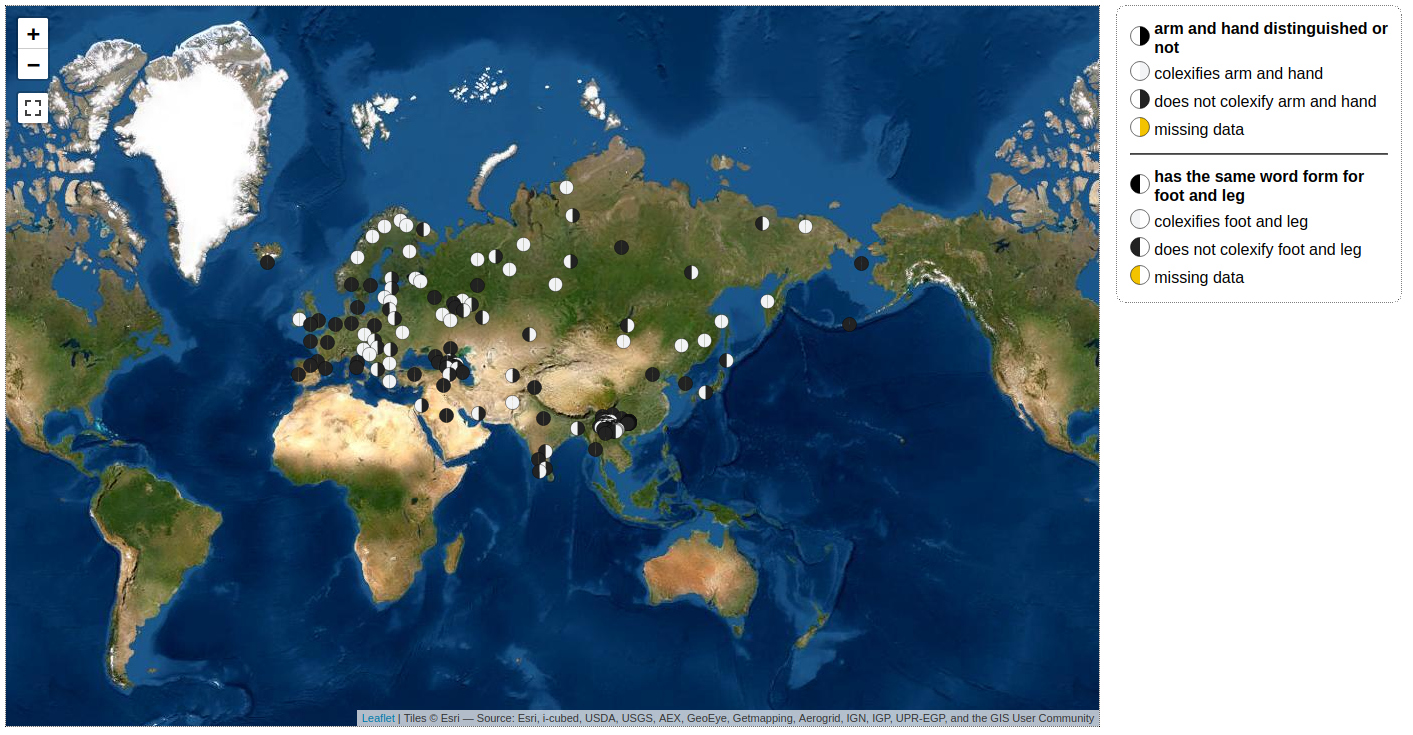 +
−
arm and hand distinguished or
not
colexifies arm and hand
does not colexify arm and hand
missing data
has the same word form for
foot and leg
colexifies foot and leg
does not colexify foot and leg
missing data
Leaflet | Tiles © Esri — Source: Esri, i-cubed, USDA, USGS, AEX, GeoEye, Getmapping, Aerogrid, IGN, IGP, UPR-EGP, and the GIS User Community